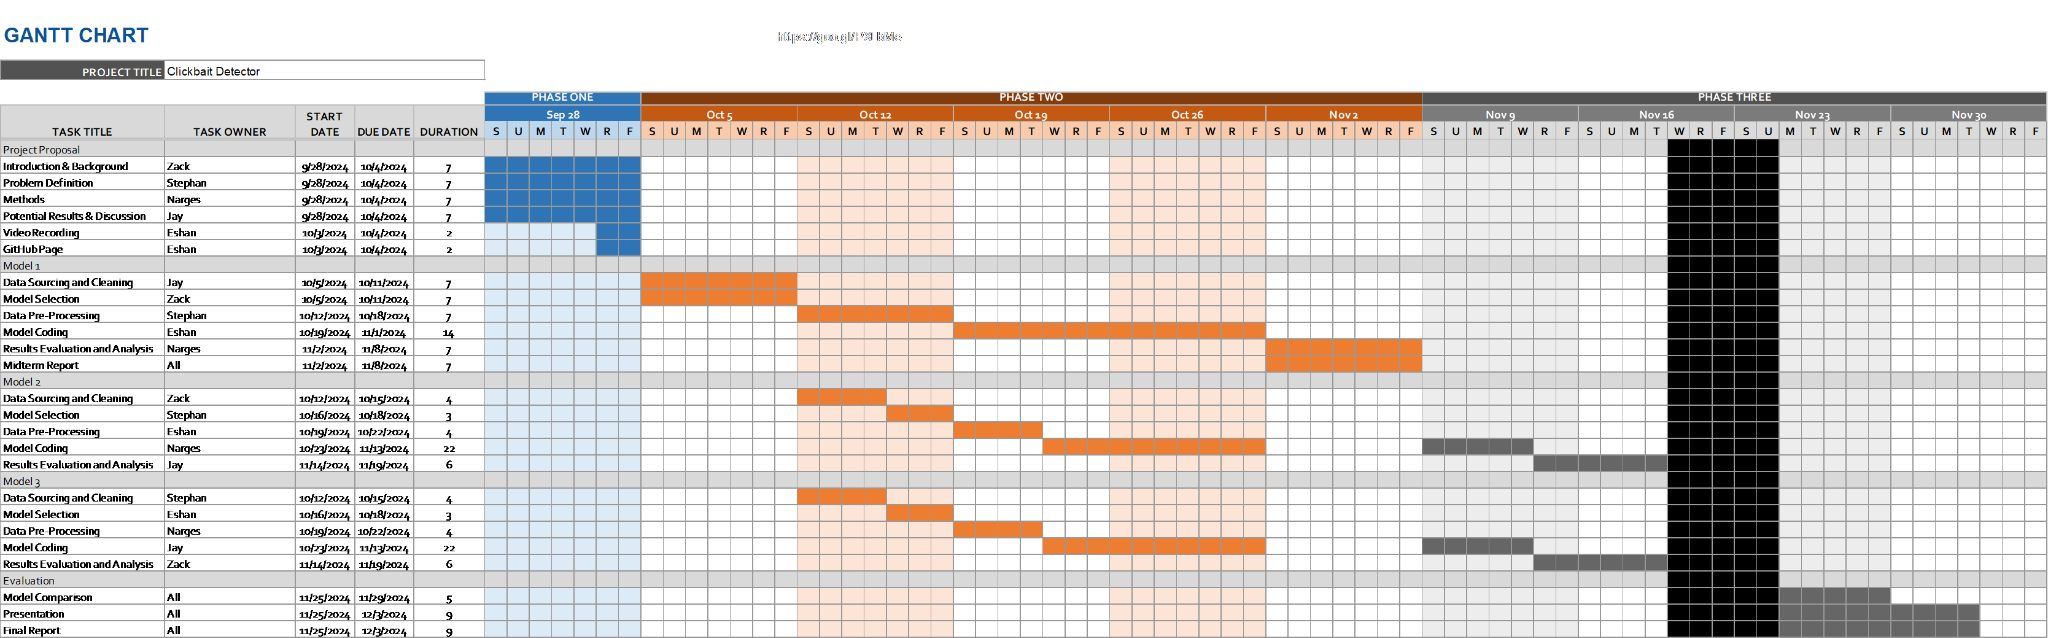 GANTT CHART
PROJECT TITLE Clickbait Detector
PHASE ONE PHASE TWO PHASE THREE
Sep 28 Oct 5 Oct 12 Oct 19 Oct 26 Nov 2 Nov 9 Nov 16 Nov 23 Nov 30
TASK TITLE TASK OWNER START DATE DUE DATE DURATION S U M T W R F S U M T W R F S U M T W R F S U M T W R F S U M T W R F S U M T W R F S U M T W R F S U M T W R F S U M T W R F S U M T W R F
Project Proposal
Introduction & Background Zack 9/28/2024 10/4/2024 7
Problem Definition Stephan 9/28/2024 10/4/2024 7
Methods Narges 9/28/2024 10/4/2024 7
Potential Results & Discussion Jay 9/28/2024 10/4/2024 7
Video Recording Eshan 10/3/2024 10/4/2024 2
GitHub Page Eshan 10/3/2024 10/4/2024 2
Model 1
Data Sourcing and Cleaning Jay 10/5/2024 10/11/2024 7
Model Selection Zack 10/5/2024 10/11/2024 7
Data Pre-Processing Stephan 10/12/2024 10/18/2024 7
Model Coding Eshan 10/19/2024 11/1/2024 14
Results Evaluation and Analysis Narges 11/2/2024 11/8/2024 7
Midterm Report All 11/2/2024 11/8/2024 7
Model 2
Data Sourcing and Cleaning Zack 10/12/2024 10/15/2024 4
Model Selection Stephan 10/16/2024 10/18/2024 3
Data Pre-Processing Eshan 10/19/2024 10/22/2024 4
Model Coding Narges 10/23/2024 11/13/2024 22
Results Evaluation and Analysis Jay 11/14/2024 11/19/2024 6
Model 3
Data Sourcing and Cleaning Stephan 10/12/2024 10/15/2024 4
Model Selection Eshan 10/16/2024 10/18/2024 3
Data Pre-Processing Narges 10/19/2024 10/22/2024 4
Model Coding Jay 10/23/2024 11/13/2024 22
Results Evaluation and Analysis Zack 11/14/2024 11/19/2024 6
Evaluation
Model Comparison All 11/25/2024 11/29/2024 5
Presentation All 11/25/2024 12/3/2024 9
Final Report All 11/25/2024 12/3/2024 9